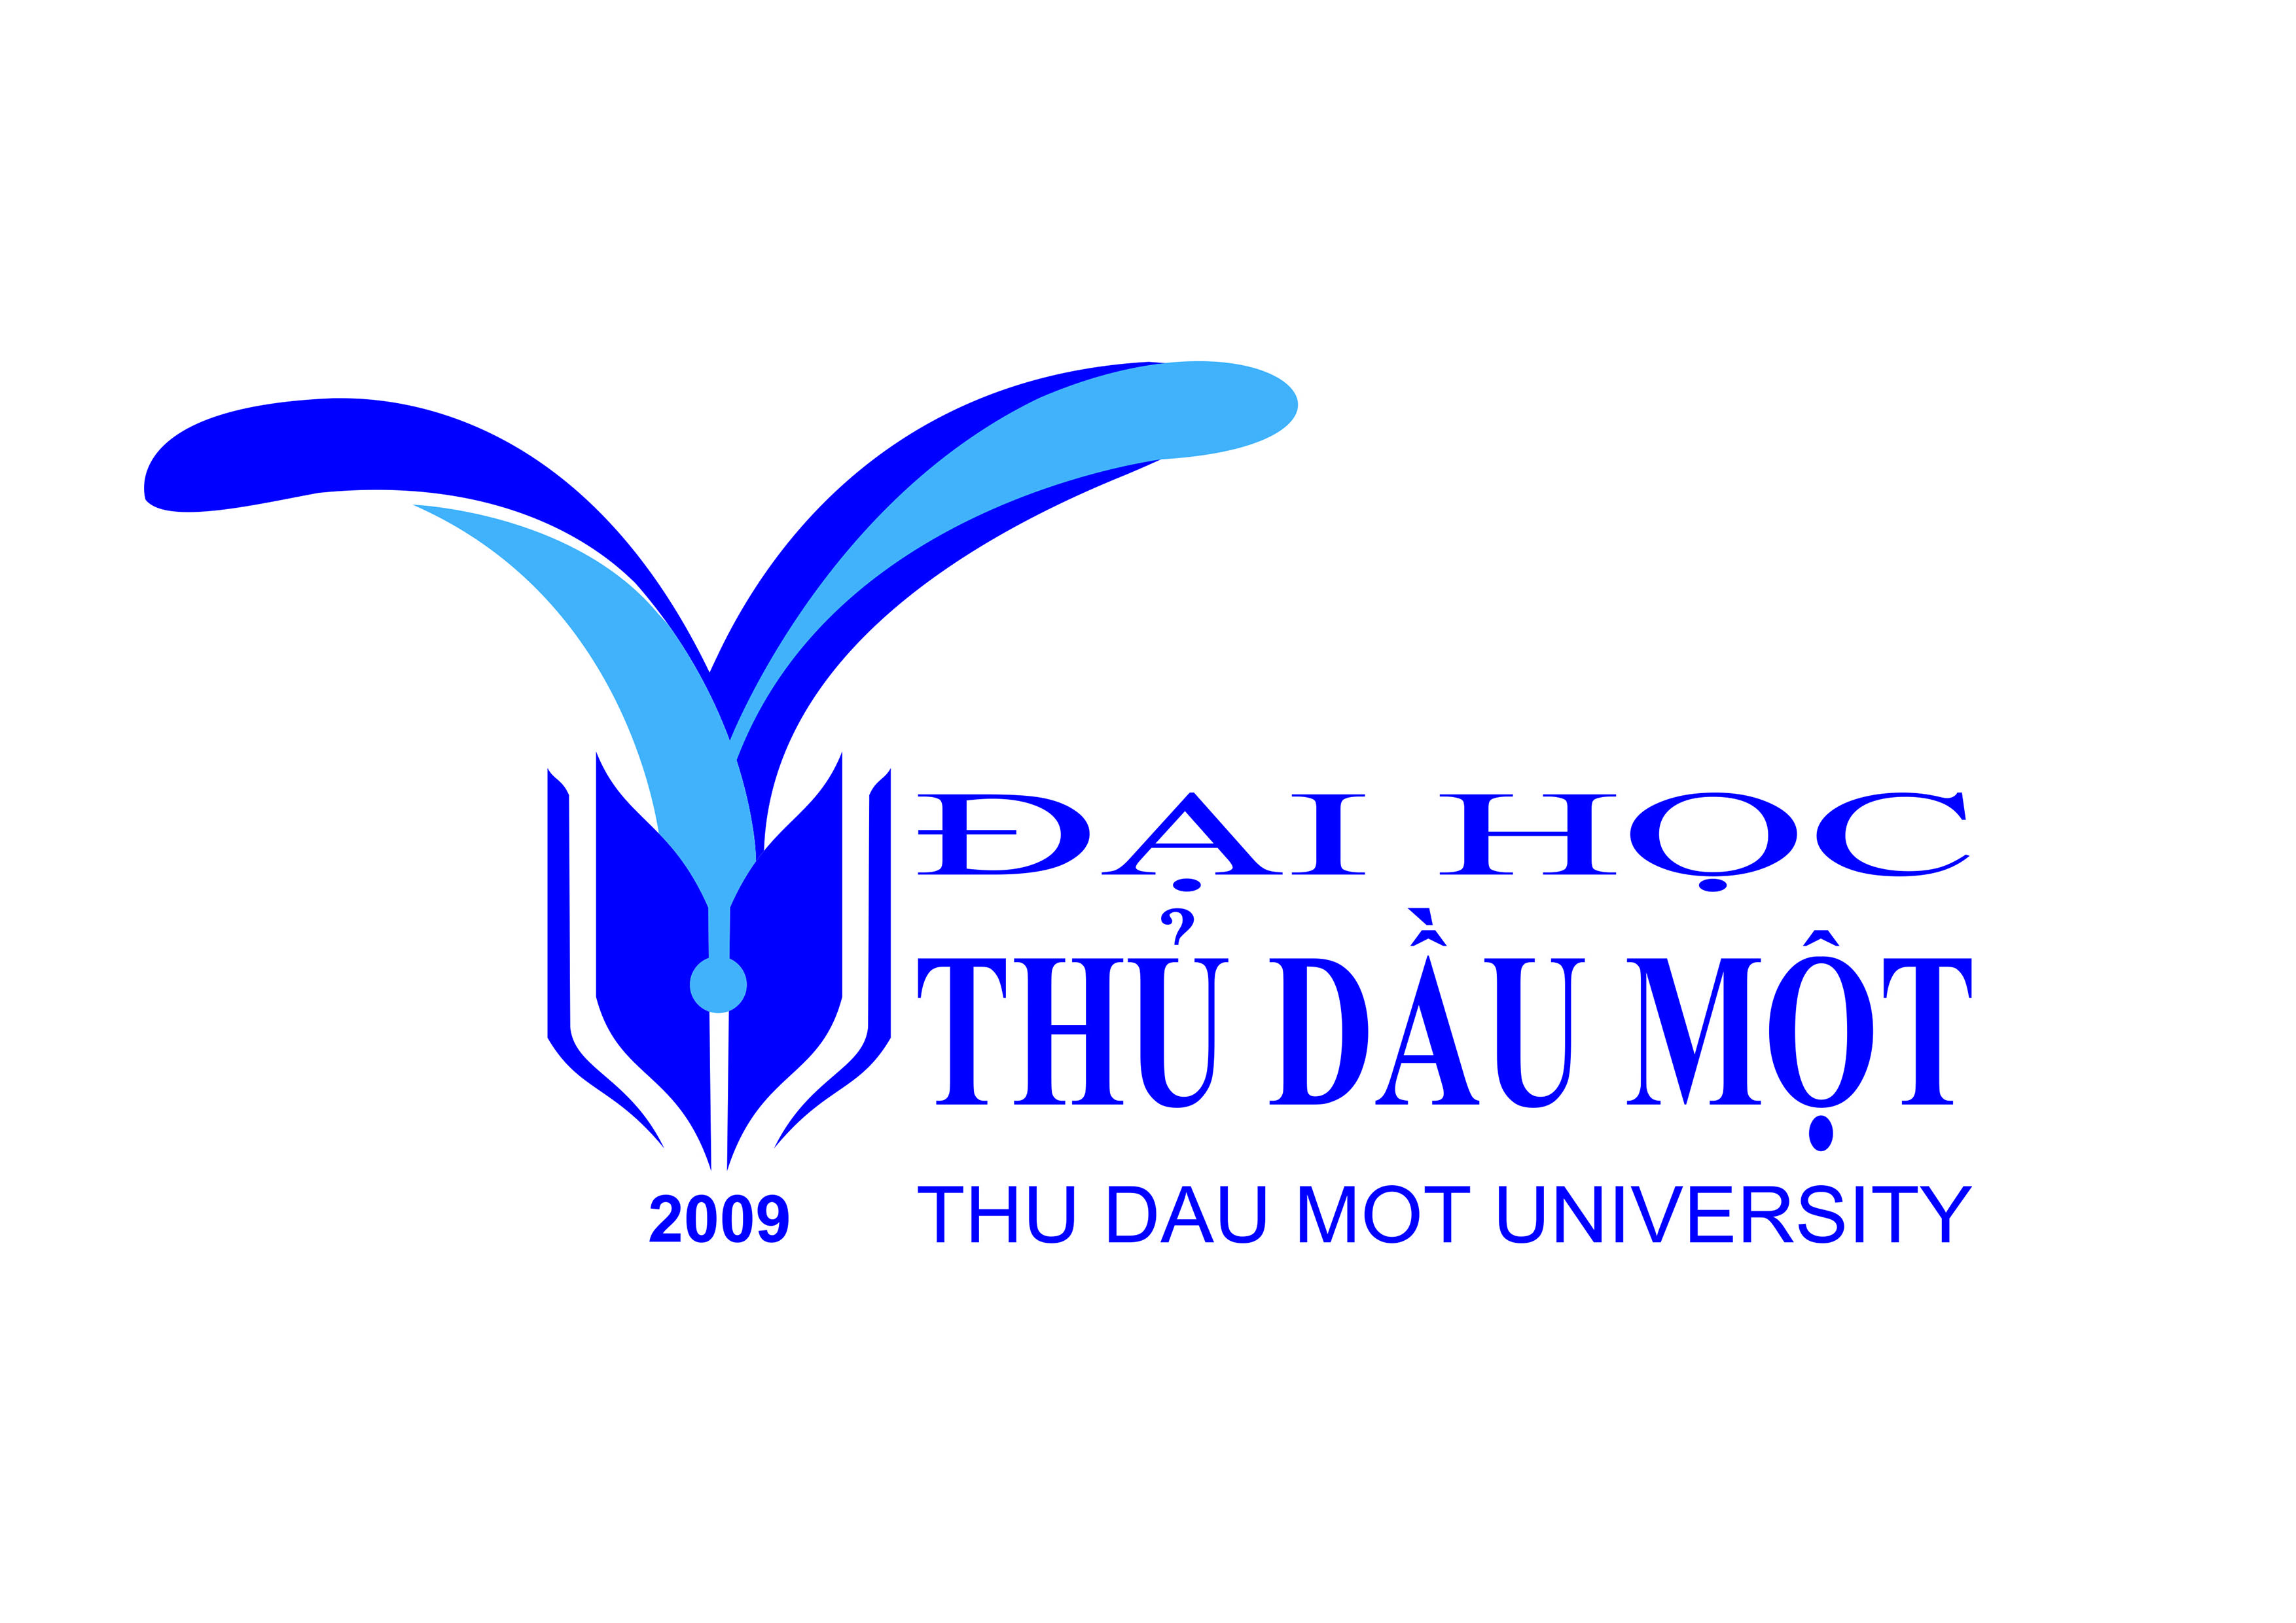 ĐẠI HỌC
THỦ DẦU MỘT
THU DAU MOT UNIVERSITY
2009